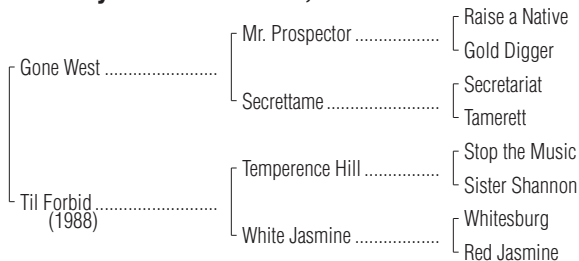 Raise a Native
Mr. Prospector ..................
Gold Digger
Gone West ........................
Secretariat
Secrettame ........................
Tamerett
Stop the Music
Temperence Hill ................
Sister Shannon
Til Forbid ..........................
(1988)
Whitesburg
White Jasmine ..................
Red Jasmine